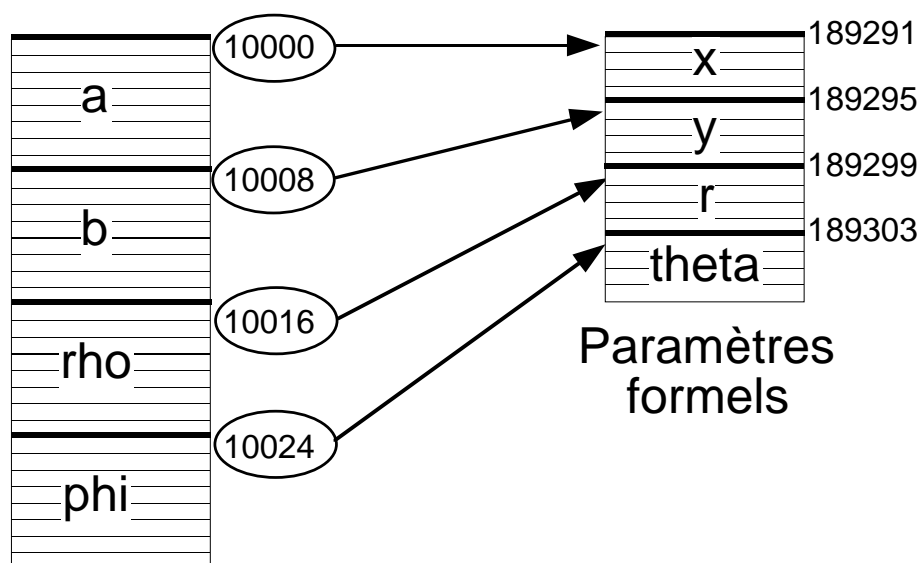 10000
a
10008
b
10016
rho
10024
phi
189291
x
189295
y
189299
r
189303
theta
Paramètres
formels